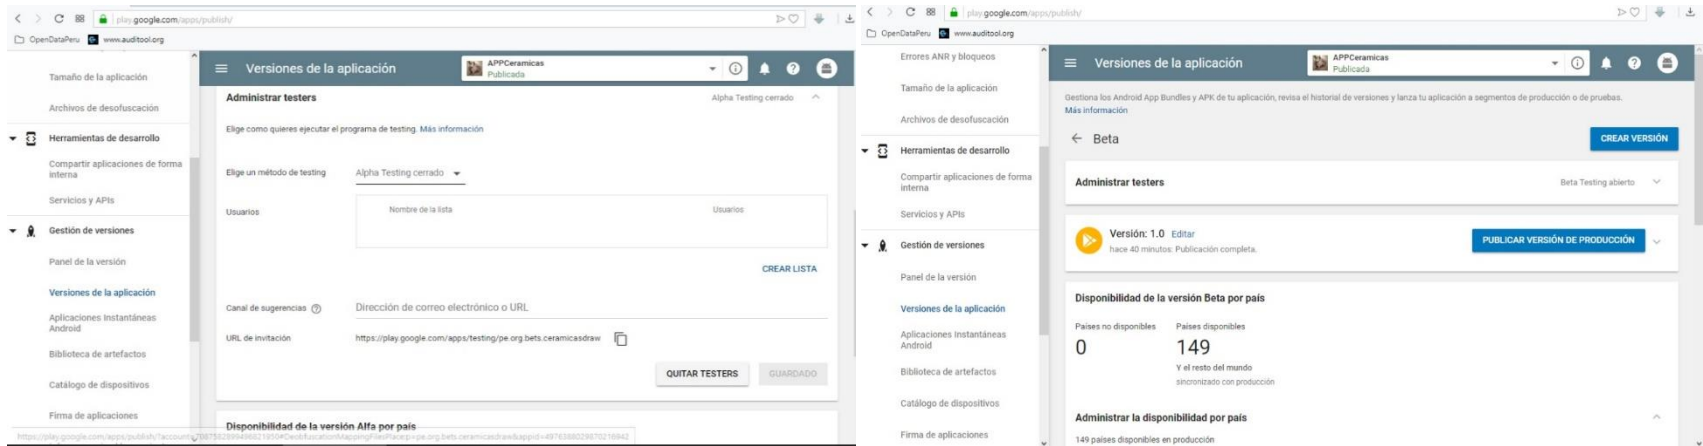 play.google.com/apps/publish/
OpenDataPeru www.auditool.org
Tamaño de la aplicación
Archivos de desofuscación
Herramientas de desarrollo
Compartir aplicaciones de forma
interna
Servicios y APIs
Gestión de versiones
Panel de la versión
Versiones de la aplicación
Aplicaciones Instantáneas
Android
Biblioteca de artefactos
Catálogo de dispositivos
Firma de aplicaciones
Versiones de la aplicación
APPCeramicas
Publicada
Administrar testers
Alpha Testing cerrado
Elige como quieres ejecutar el programa de testing. Más información
Elige un método de testing Alpha Testing cerrado
Usuarios Nombre de la lista Usuarios
CREAR LISTA
Canal de sugerencias Dirección de correo electrónico o URL
URL de invitación https://play.google.com/apps/testing/pe.org.bets.ceramicasdraw
QUITAR TESTERS GUARDADO
Disponibilidad de la versión Alfa por país
play.google.com/apps/publish/
OpenDataPeru www.auditool.org
Errores ANR y bloqueos
Tamaño de la aplicación
Archivos de desofuscación
Herramientas de desarrollo
Compartir aplicaciones de forma
interna
Servicios y APIs
Gestión de versiones
Panel de la versión
Versiones de la aplicación
Aplicaciones Instantáneas
Android
Biblioteca de artefactos
Catálogo de dispositivos
Firma de aplicaciones
Versiones de la aplicación
APPCeramicas
Publicada
Gestiona los Android App Bundles y APK de tu aplicación, revisa el historial de versiones y lanza tu aplicación a segmentos de producción o de pruebas.
Más información
Beta
CREAR VERSIÓN
Administrar testers Beta Testing abierto
Versión: 1.0 Editar
hace 40 minutos: Publicación completa.
PUBLICAR VERSIÓN DE PRODUCCIÓN
Disponibilidad de la versión Beta por país
Países no disponibles Países disponibles
0 149
Y el resto del mundo
sincronizado con producción
Administrar la disponibilidad por país
149 países disponibles en producción